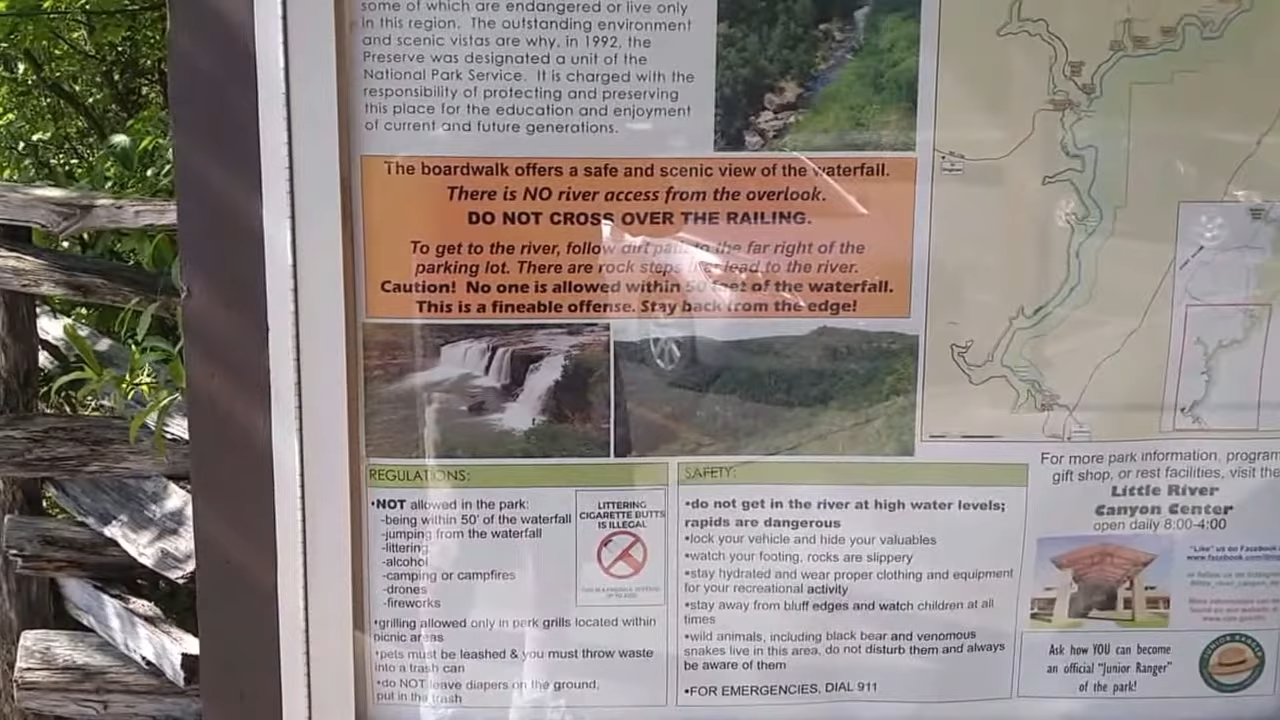 some of which are endangered or live only
in this region. The outstanding environment
and scenic vistas are why, in 1992, the
Preserve was designated a unit of the
National Park Service. It is charged with the
responsibility of protecting and preserving
this place for the education and enjoyment
of current and future generations.
The boardwalk offers a safe and scenic view of the waterfall.
There is NO river access from the overlook.
DO NOT CROSS OVER THE RAILING.
To get to the river, follow dirt path to the far right of the
parking lot. There are rock steps that lead to the river.
Caution! No one is allowed within 50 feet of the waterfall.
This is a fineable offense. Stay back from the edge!
REGULATIONS:
•NOT allowed in the park:
-being within 50' of the waterfall
-jumping from the waterfall
-littering
-alcohol
-camping or campfires
-drones
-fireworks
•grilling allowed only in park grills located within
picnic areas
•pets must be leashed & you must throw waste
into a trash can
•do NOT leave diapers on the ground,
put in the trash
LITTERING
CIGARETTE BUTTS
IS ILLEGAL
SAFETY:
•do not get in the river at high water levels;
rapids are dangerous
•lock your vehicle and hide your valuables
•watch your footing, rocks are slippery
•stay hydrated and wear proper clothing and equipment
for your recreational activity
•stay away from bluff edges and watch children at all
times
•wild animals, including black bear and venomous
snakes live in this area, do not disturb them and always
be aware of them
•FOR EMERGENCIES, DIAL 911
For more park information, program
gift shop, or rest facilities, visit the
Little River
Canyon Center
open daily 8:00-4:00
"Like" us on Facebook
Ask how YOU can become
an official "Junior Ranger"
of the park!
JUNIOR RANGER